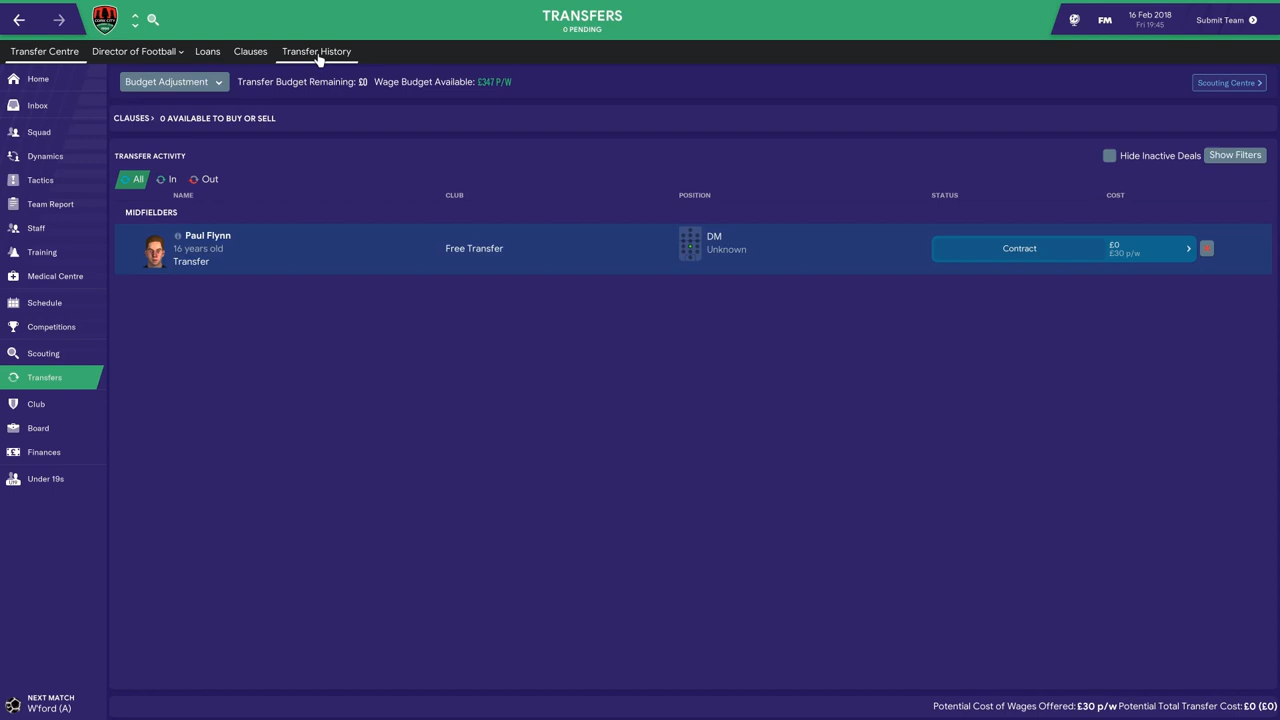 TRANSFERS
0 PENDING
FM
16 Feb 2018
Fri 19:45
Submit Team
Transfer Centre
Director of Football
Loans
Clauses
Transfer History
Home
Inbox
Squad
Dynamics
Tactics
Team Report
Staff
Training
Medical Centre
Schedule
Competitions
Scouting
Transfers
Club
Board
Finances
Under 19s
NEXT MATCH
W'ford (A)
Budget Adjustment
Transfer Budget Remaining: £0
Wage Budget Available: £347 P/W
Scouting Centre >
CLAUSES > 0 AVAILABLE TO BUY OR SELL
TRANSFER ACTIVITY
Hide Inactive Deals
Show Filters
All
In
Out
NAME
CLUB
POSITION
STATUS
COST
MIDFIELDERS
Paul Flynn
16 years old
Transfer
Free Transfer
DM
Unknown
Contract
£0
£30 p/w
Potential Cost of Wages Offered: £30 p/w Potential Total Transfer Cost: £0 (£0)